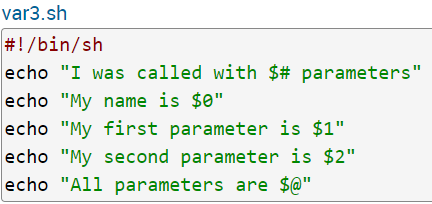 var3.sh
#!/bin/sh
echo "I was called with $# parameters"
echo "My name is $0"
echo "My first parameter is $1"
echo "My second parameter is $2"
echo "All parameters are $@"